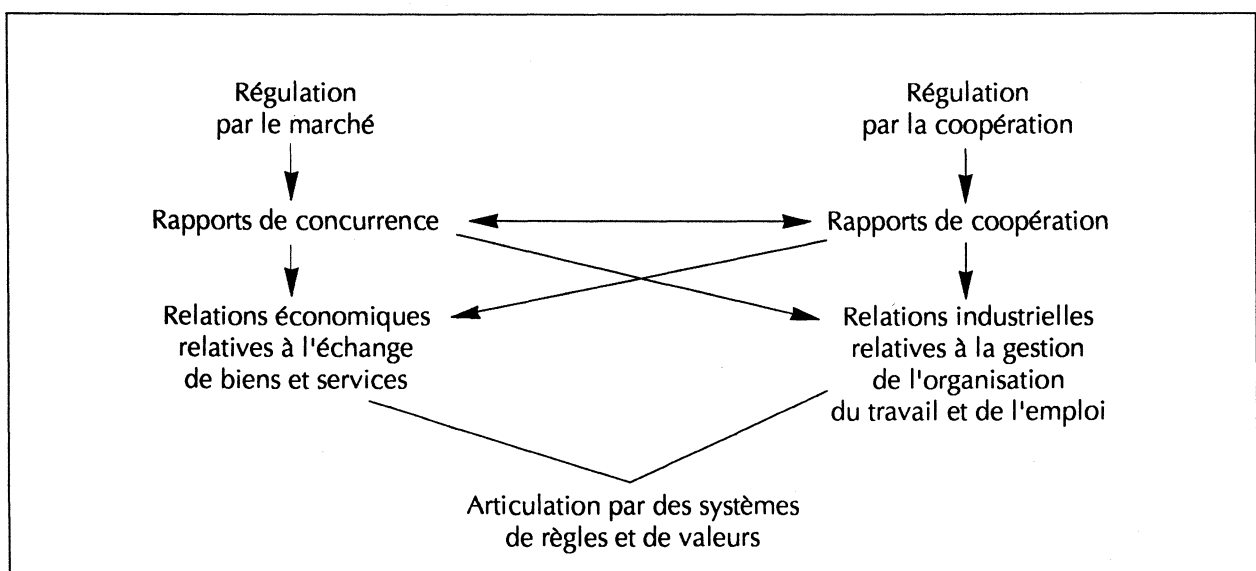 Régulation
par le marché
Régulation
par la coopération
Rapports de concurrence
Rapports de coopération
Relations économiques
relatives à l'échange
de biens et services
Relations industrielles
relatives à la gestion
de l'organisation
du travail et de l'emploi
Articulation par des systèmes
de règles et de valeurs